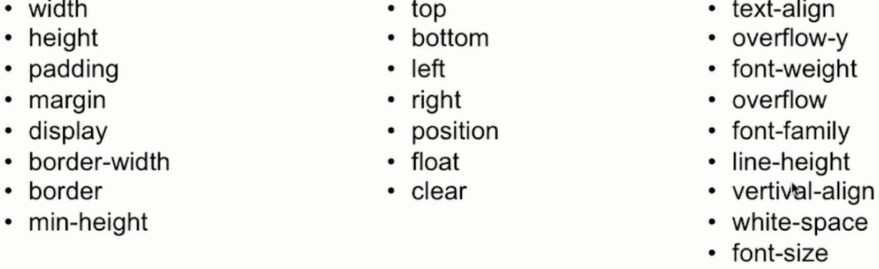 • width
• height
• padding
• margin
• display
• border-width
• border
• min-height
• top
• bottom
• left
• right
• position
• float
• clear
• text-align
• overflow-y
• font-weight
• overflow
• font-family
• line-height
• vertival-align
• white-space
• font-size